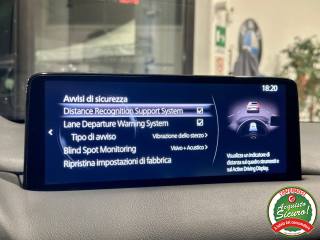 18:20
Avvisi di sicurezza
Distance Recognition Support System
Lane Departure Warning System
Tipo di avviso Vibrazione dello sterzo
Blind Spot Monitoring Visivo + Acustico
Ripristina impostazioni di fabbrica
Visualizza un indicatore di
distanza sul quadro strumenti e
sul Active Driving Display.
Acquisto
Sicuro!